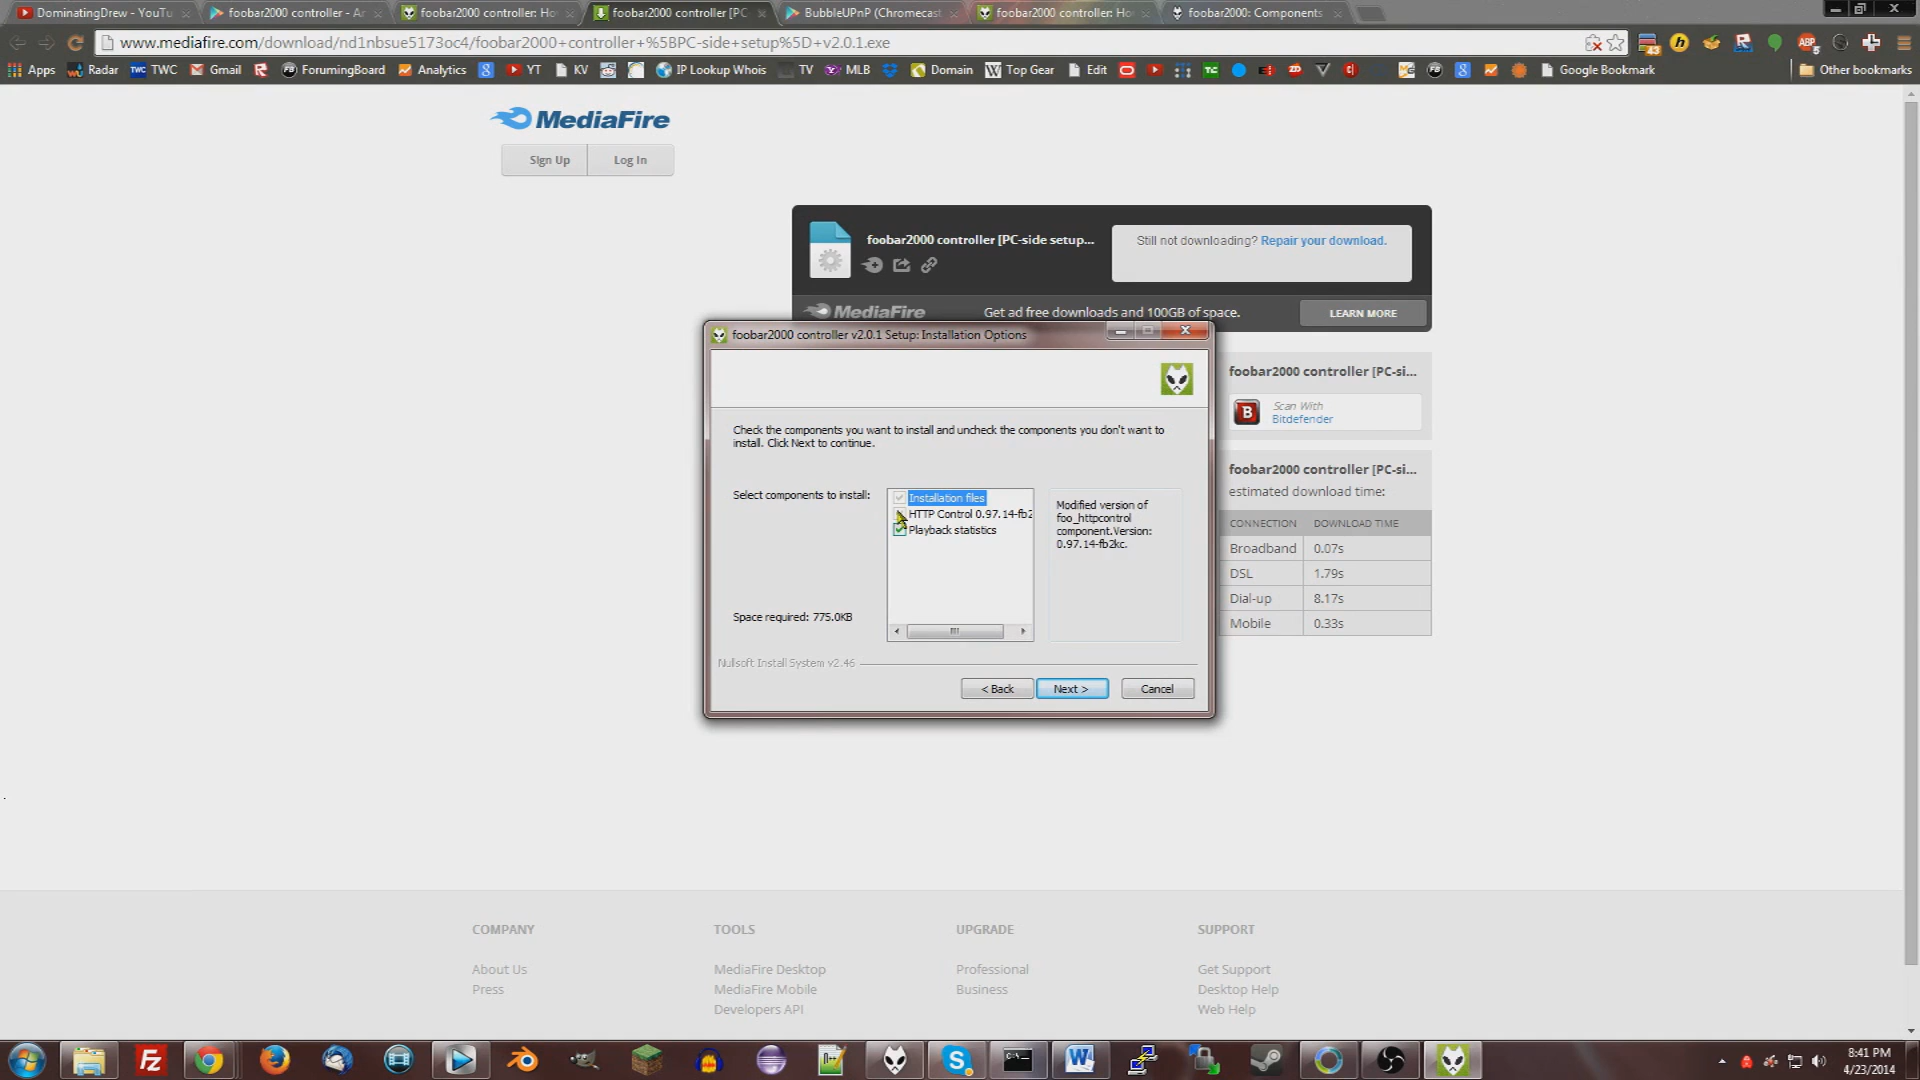 DominatingDrew - YouTu
foobar2000 controller - Ar
foobar2000 controller: Ho
foobar2000 controller [PC
BubbleUPnP (Chromecast
foobar2000 controller: Ho
foobar2000: Components
www.mediafire.com/download/nd1nbsue5173oc4/foobar2000+controller+%5BPC-side+setup%5D+v2.0.1.exe
Apps Radar TWC Gmail ForumingBoard Analytics YT KV IP Lookup Whois TV MLB Domain Top Gear Edit Google Bookmark Other bookmarks
MediaFire
Sign Up Log In
foobar2000 controller [PC-side setup...
Still not downloading? Repair your download.
MediaFire Get ad free downloads and 100GB of space. LEARN MORE
foobar2000 controller v2.0.1 Setup: Installation Options
Check the components you want to install and uncheck the components you don't want to
install. Click Next to continue.
Select components to install:
Installation files
HTTP Control 0.97.14-fb2
Playback statistics
Modified version of
foo_httpcontrol
component.Version:
0.97.14-fb2kc.
Space required: 775.0KB
Nullsoft Install System v2.46
< Back Next > Cancel
foobar2000 controller [PC-si...
Scan With
Bitdefender
foobar2000 controller [PC-si...
estimated download time:
CONNECTION DOWNLOAD TIME
Broadband 0.07s
DSL 1.79s
Dial-up 8.17s
Mobile 0.33s
COMPANY TOOLS UPGRADE SUPPORT
About Us MediaFire Desktop Professional Get Support
Press MediaFire Mobile Business Desktop Help
Developers API Web Help
8:41 PM
4/23/2014